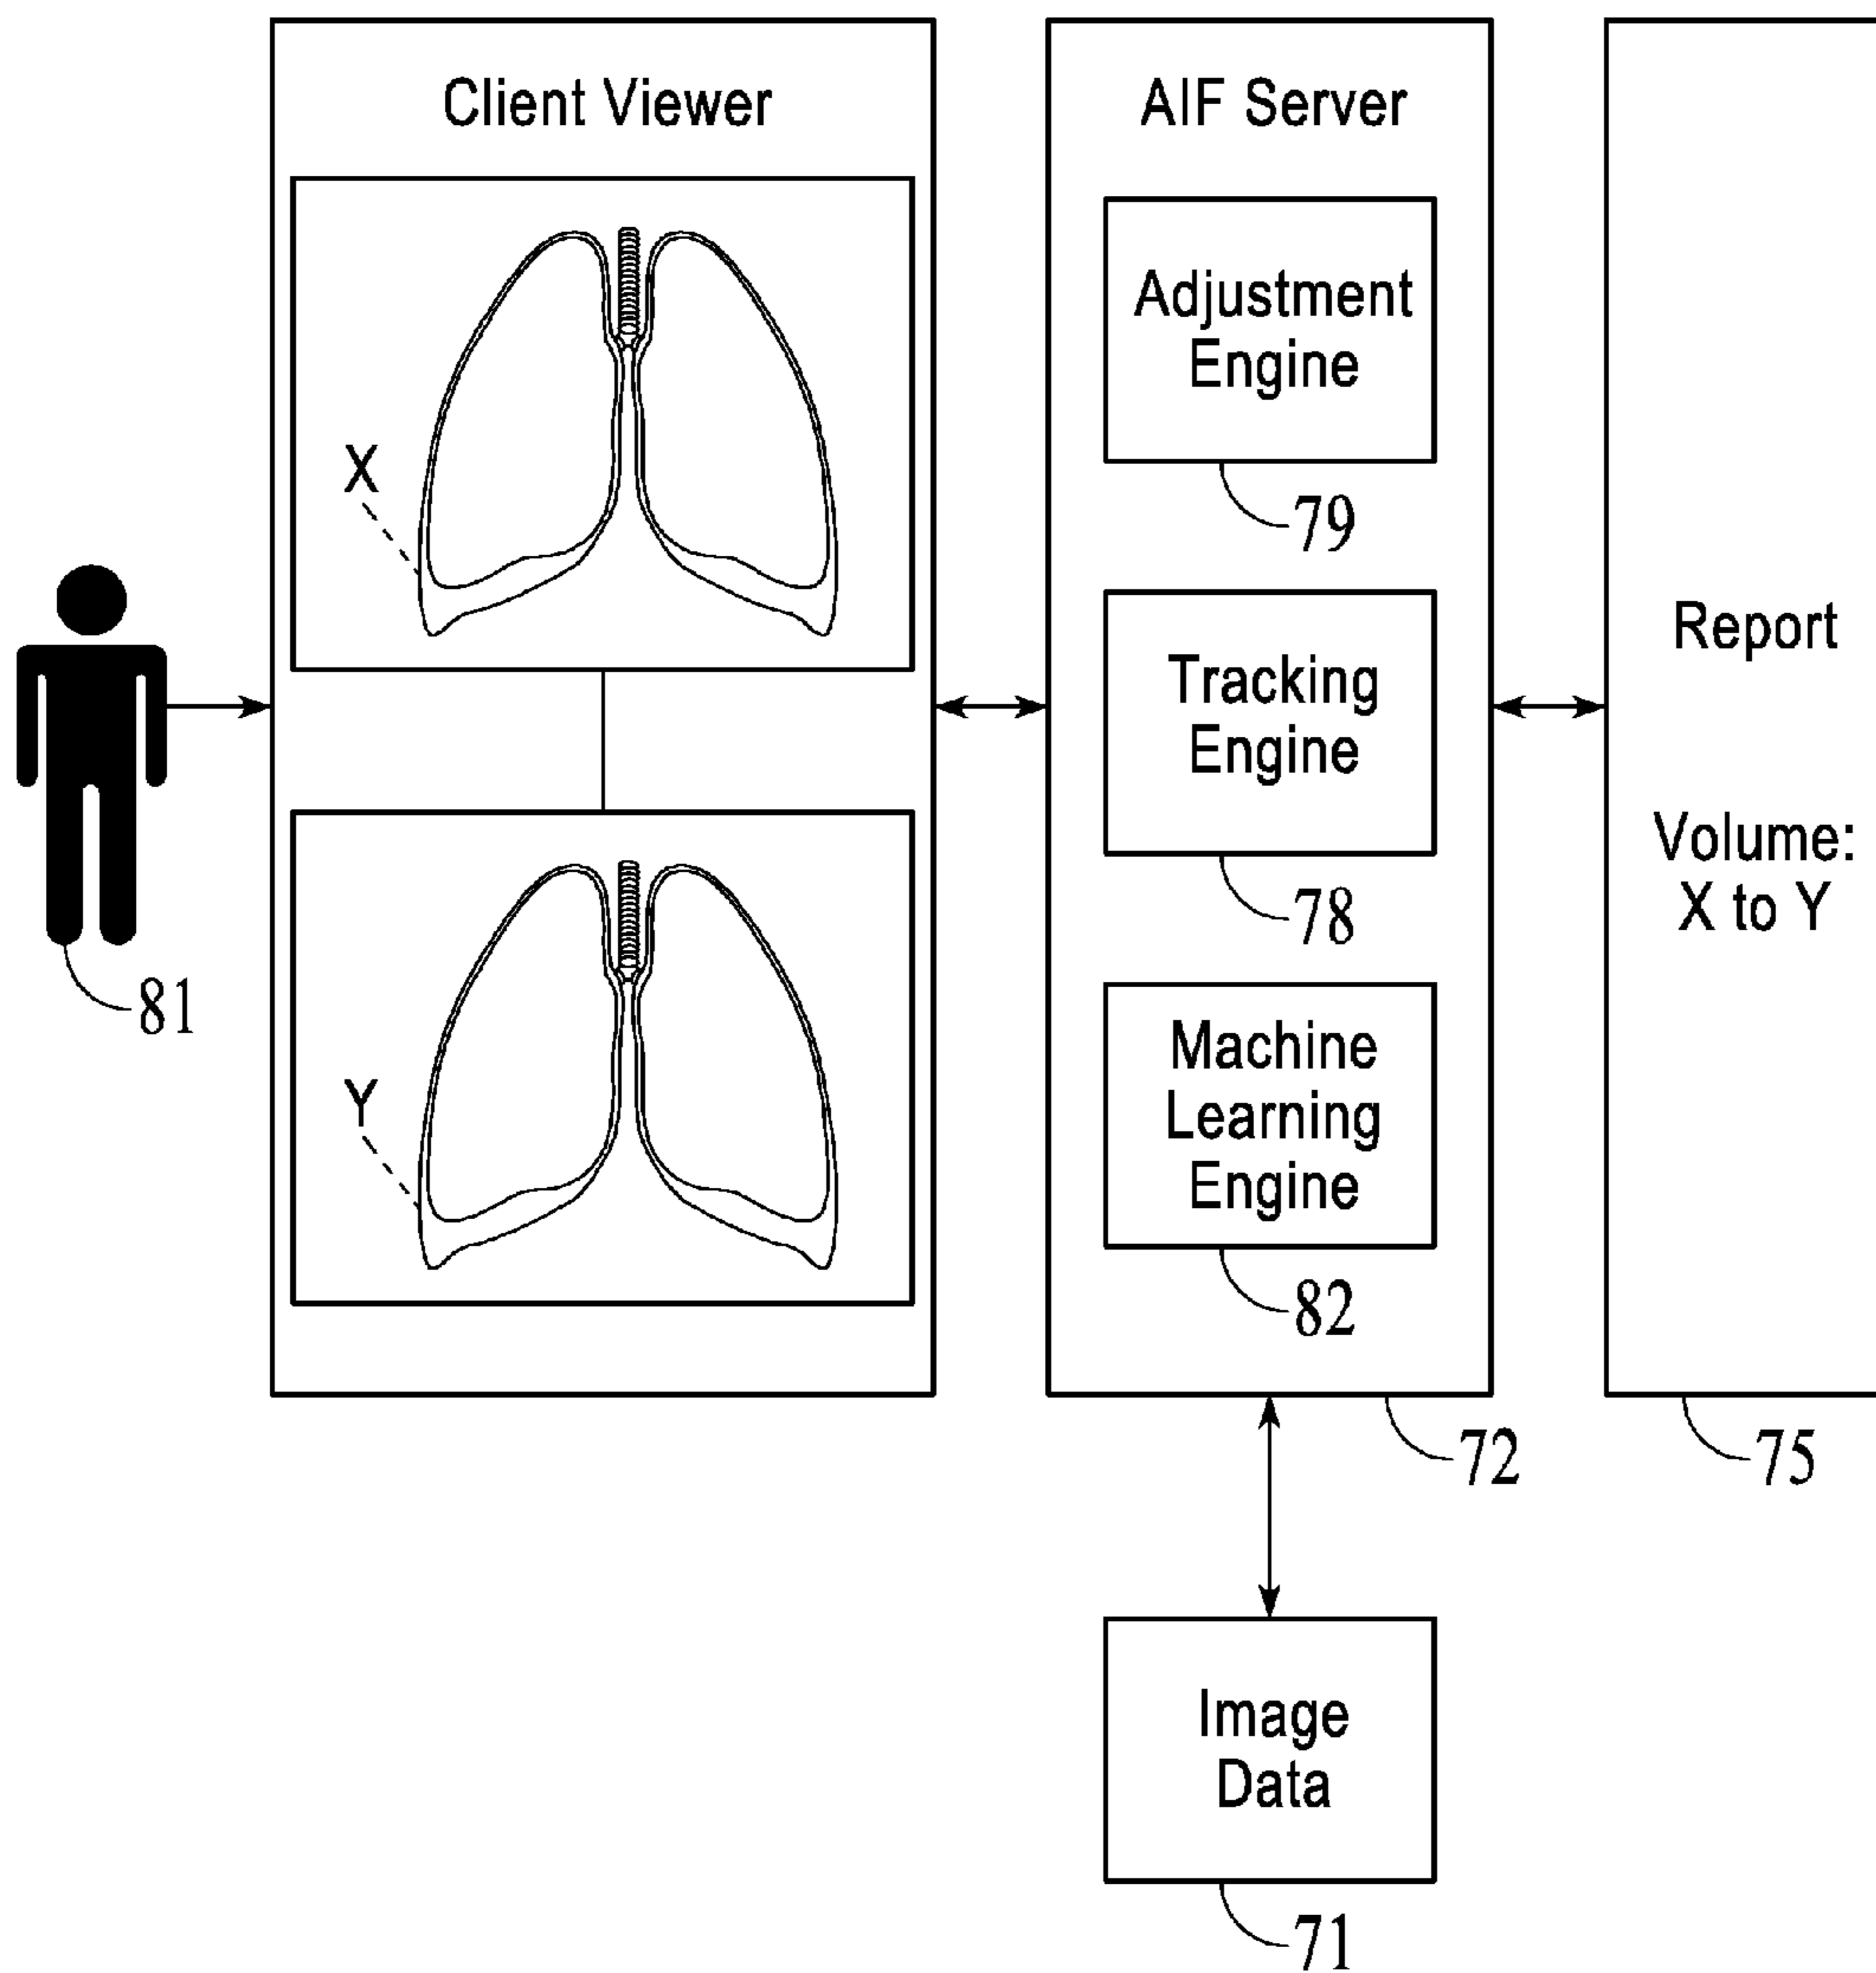 Client Viewer
X
Y
81
AIF Server
Adjustment
Engine
79
Tracking
Engine
78
Machine
Learning
Engine
82
72
Report
Volume:
X to Y
75
Image
Data
71